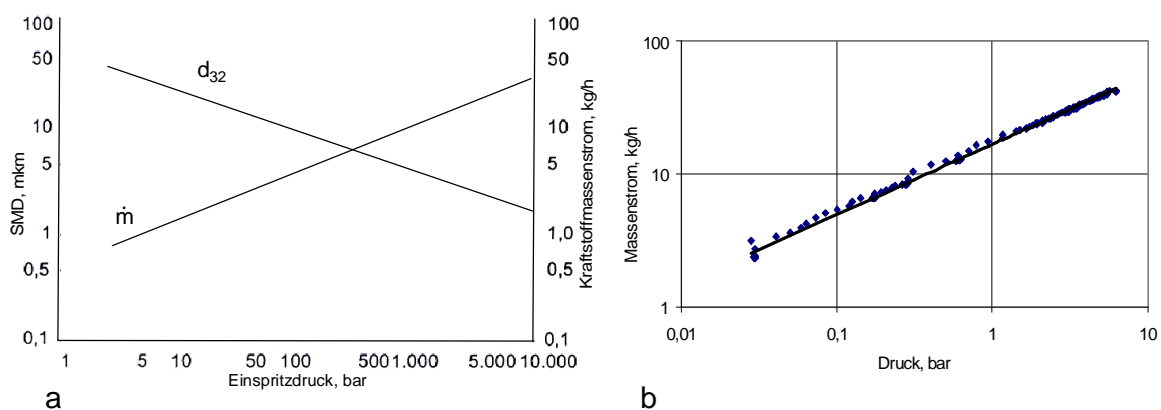 100
50
10
5
1
0,5
0,1
SMD, mkm
d32
ṁ
100
50
10
5
1,0
0,5
0,1
Kraftstoffmassenstrom, kg/h
1 5 10 50 100 500 1.000 5.000 10.000
Einspritzdruck, bar
a
100
10
1
Massenstrom, kg/h
0,01 0,1 1 10
Druck, bar
b